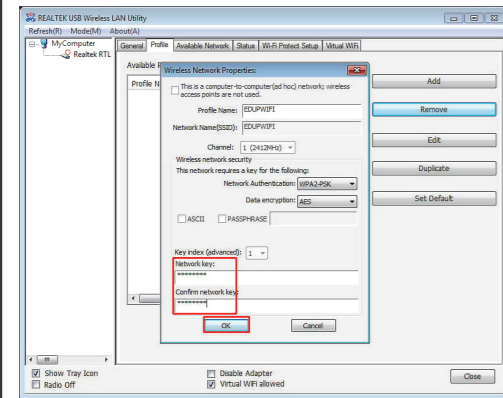 REALTEK USB Wireless LAN Utility
Refresh(R) Mode(M) About(A)
MyComputer
Realtek RTL
General Profile Available Network Status Wi-Fi Protect Setup Virtual WiFi
Available P
Profile N
Wireless Network Properties:
This is a computer-to-computer(ad hoc) network; wireless
access points are not used.
Profile Name: EDUPWIFI
Network Name(SSID): EDUPWIFI
Channel: 1 (2412MHz)
Wireless network security
This network requires a key for the following:
Network Authentication: WPA2-PSK
Data encryption: AES
ASCII PASSPHRASE
Key index (advanced): 1
Network key:
********
Confirm network key:
********
OK Cancel
Add
Remove
Edit
Duplicate
Set Default
Show Tray Icon
Radio Off
Disable Adapter
Virtual WiFi allowed
Close